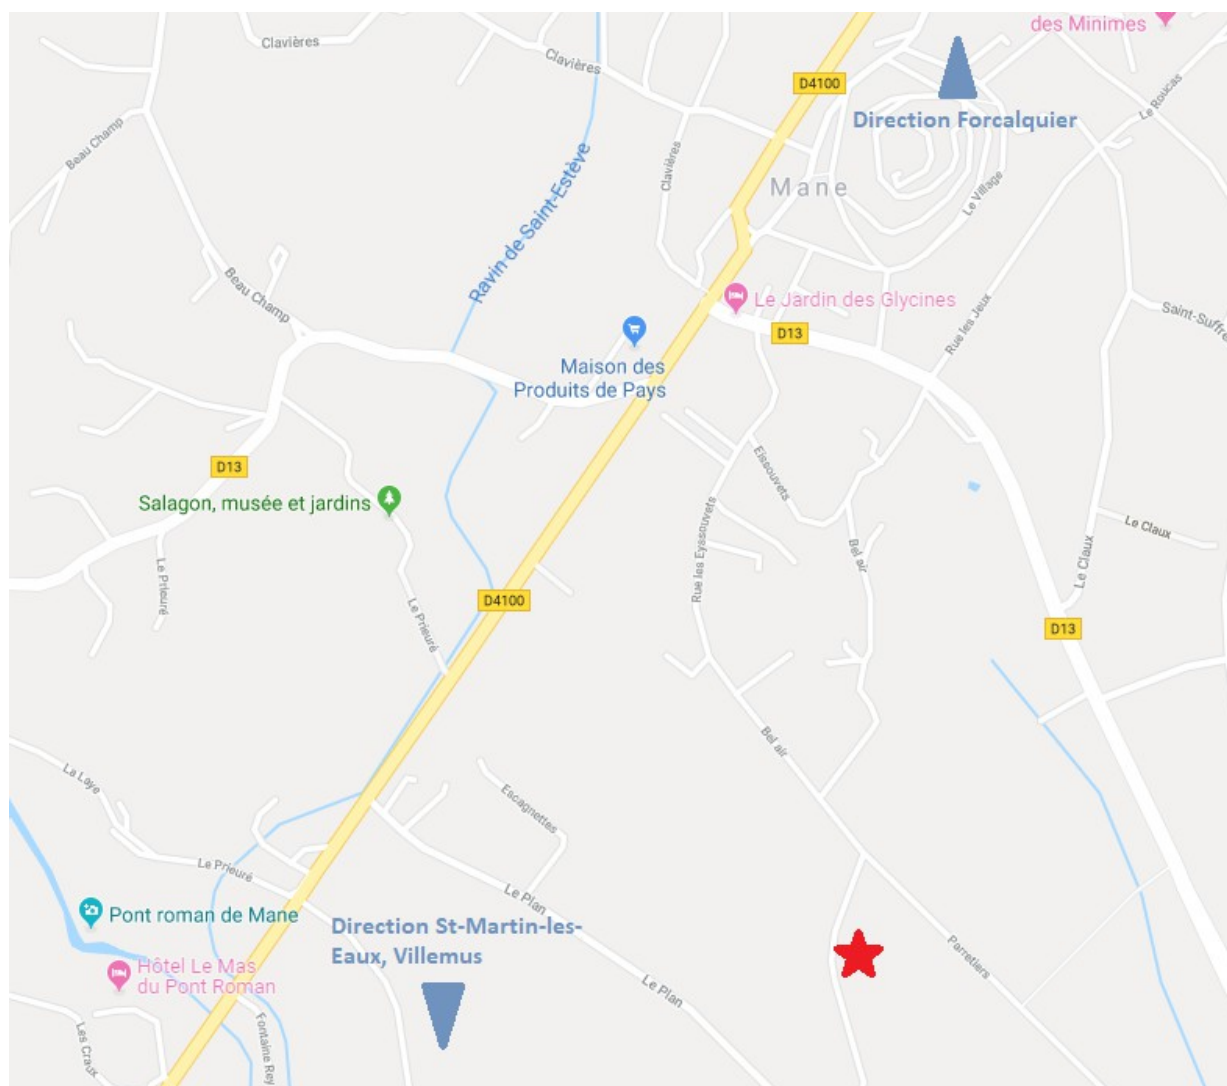 des Minimes
Clavières
Clavières
D4100
Le Roucas
Direction Forcalquier
Beau Champ
Ravin de Saint-Estève
Clavières
Mane
Le Village
Beau Champ
Le Jardin des Glycines
Rue les Jeux
Saint-Suffre
D13
Maison des
Produits de Pays
D13
Eissouvets
Salagon, musée et jardins
Rue les Eyssouvets
Le Claux
Bel air
Le Claux
Le Prieuré
D4100
Le Prieuré
D13
Bel air
La Laye
Escagnettes
Le Prieuré
Le Plan
Pont roman de Mane
Direction St-Martin-les-
Eaux, Villemus
Parretiers
Hôtel Le Mas
du Pont Roman
Le Plan
Les Craux
Fontaine Rey